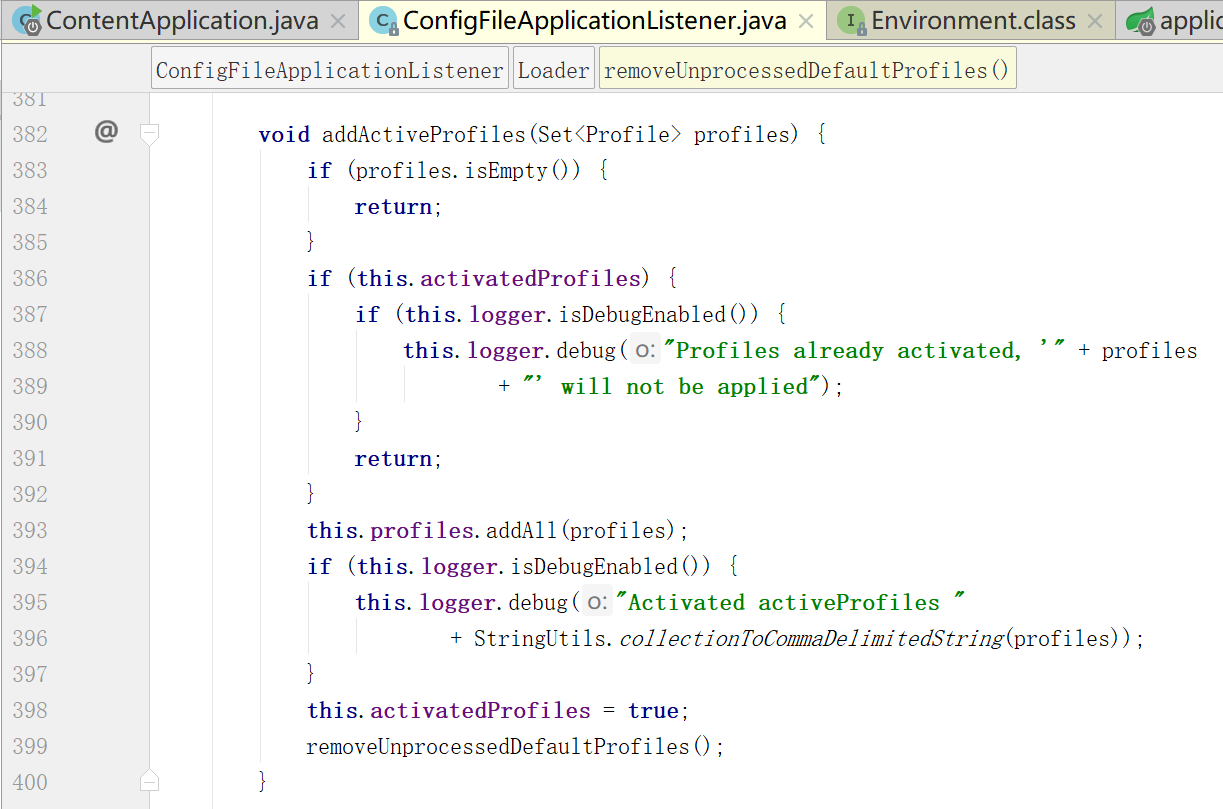 ContentApplication.java ConfigFileApplicationListener.java Environment.class applic
ConfigFileApplicationListener Loader removeUnprocessedDefaultProfiles()
381
382 @ void addActiveProfiles(Set<Profile> profiles) {
383 if (profiles.isEmpty()) {
384 return;
385 }
386 if (this.activatedProfiles) {
387 if (this.logger.isDebugEnabled()) {
388 this.logger.debug( o: "Profiles already activated, '" + profiles
389 + "' will not be applied");
390 }
391 return;
392 }
393 this.profiles.addAll(profiles);
394 if (this.logger.isDebugEnabled()) {
395 this.logger.debug( o: "Activated activeProfiles "
396 + StringUtils.collectionToCommaDelimitedString(profiles));
397 }
398 this.activatedProfiles = true;
399 removeUnprocessedDefaultProfiles();
400 }